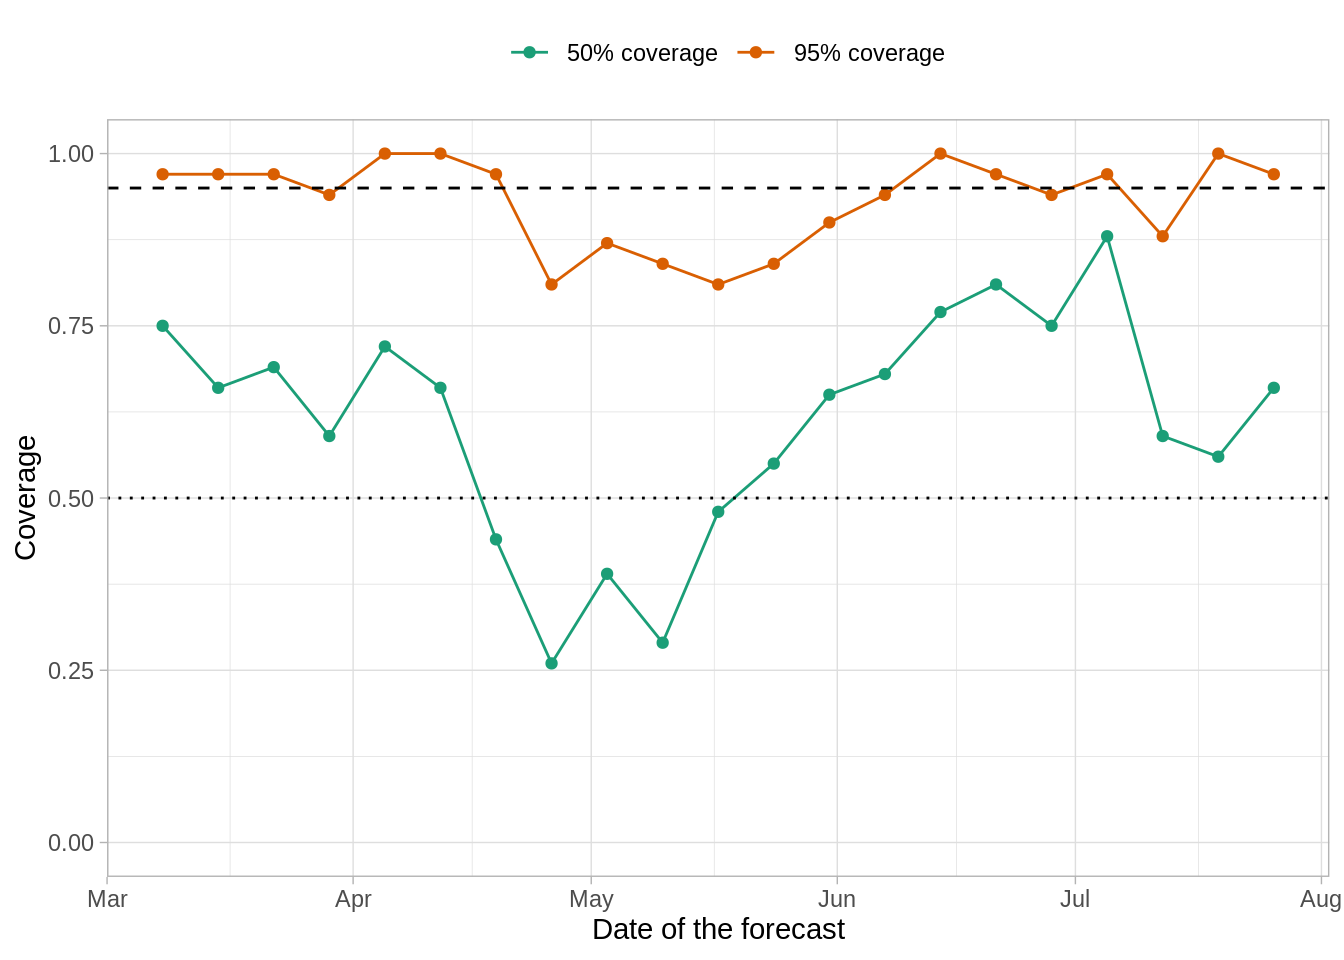 50% coverage 95% coverage
1.00
0.75
0.50
0.25
0.00
Coverage
Mar Apr May Jun Jul Aug
Date of the forecast